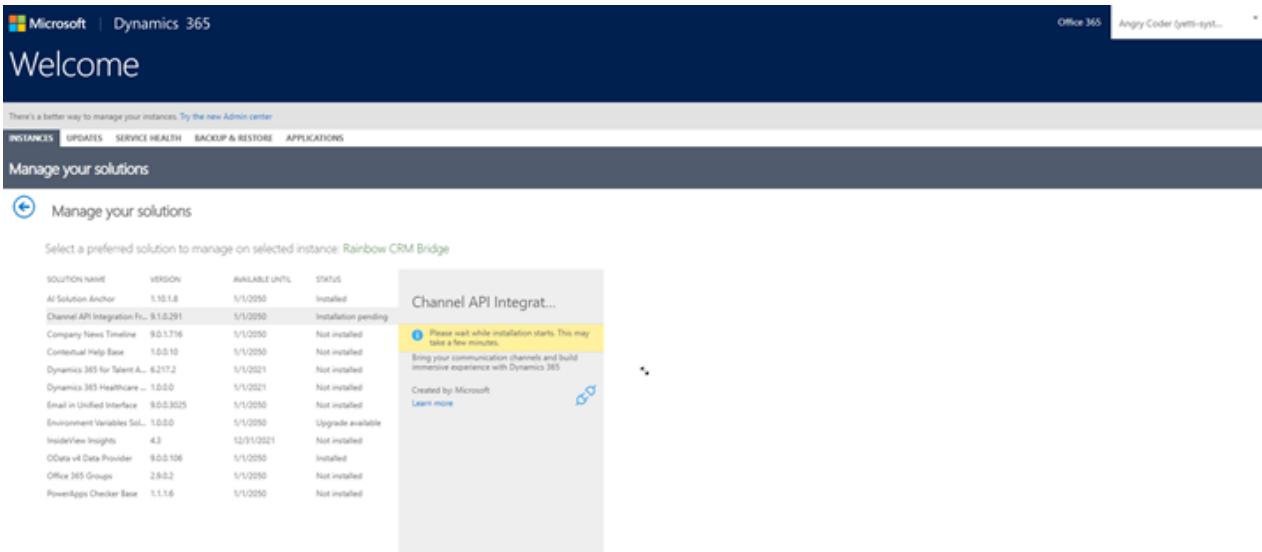 Microsoft | Dynamics 365
Office 365
Angry Coder (yetti-syst...
Welcome
There's a better way to manage your instances. Try the new Admin center
INSTANCES UPDATES SERVICE HEALTH BACKUP & RESTORE APPLICATIONS
Manage your solutions
Manage your solutions
Select a preferred solution to manage on selected instance: Rainbow CRM Bridge
SOLUTION NAME VERSION AVAILABLE UNTIL STATUS
AI Solution Anchor 1.10.1.8 1/1/2050 Installed
Channel API Integration Fr... 9.1.0.291 1/1/2050 Installation pending
Company News Timeline 9.0.1.716 1/1/2050 Not installed
Contextual Help Base 1.0.0.10 1/1/2050 Not installed
Dynamics 365 for Talent A... 6.217.2 1/1/2021 Not installed
Dynamics 365 Healthcare ... 1.0.0.0 1/1/2021 Not installed
Email in Unified Interface 9.0.0.3025 1/1/2050 Not installed
Environment Variables Sol... 1.0.0.0 1/1/2050 Upgrade available
InsideView Insights 4.3 12/31/2021 Not installed
OData v4 Data Provider 9.0.0.106 1/1/2050 Installed
Office 365 Groups 2.9.0.2 1/1/2050 Not installed
PowerApps Checker Base 1.1.1.6 1/1/2050 Not installed
Channel API Integrat...
Please wait while installation starts. This may
take a few minutes.
Bring your communication channels and build
immersive experience with Dynamics 365
Created by: Microsoft
Learn more